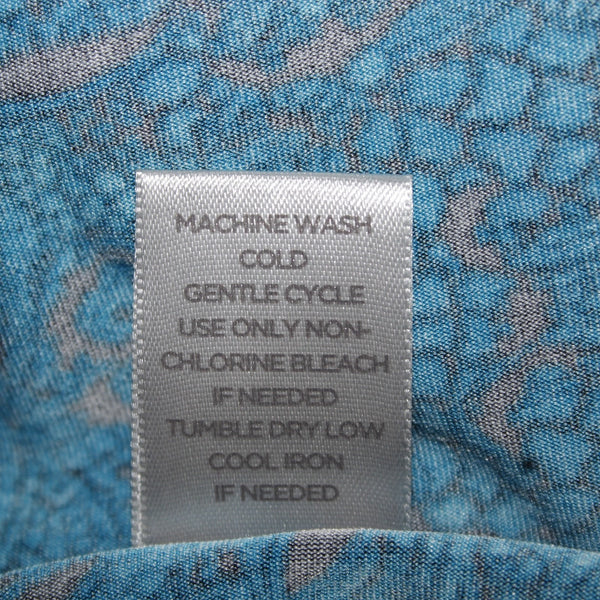 MACHINE WASH
COLD
GENTLE CYCLE
USE ONLY NON-
CHLORINE BLEACH
IF NEEDED
TUMBLE DRY LOW
COOL IRON
IF NEEDED